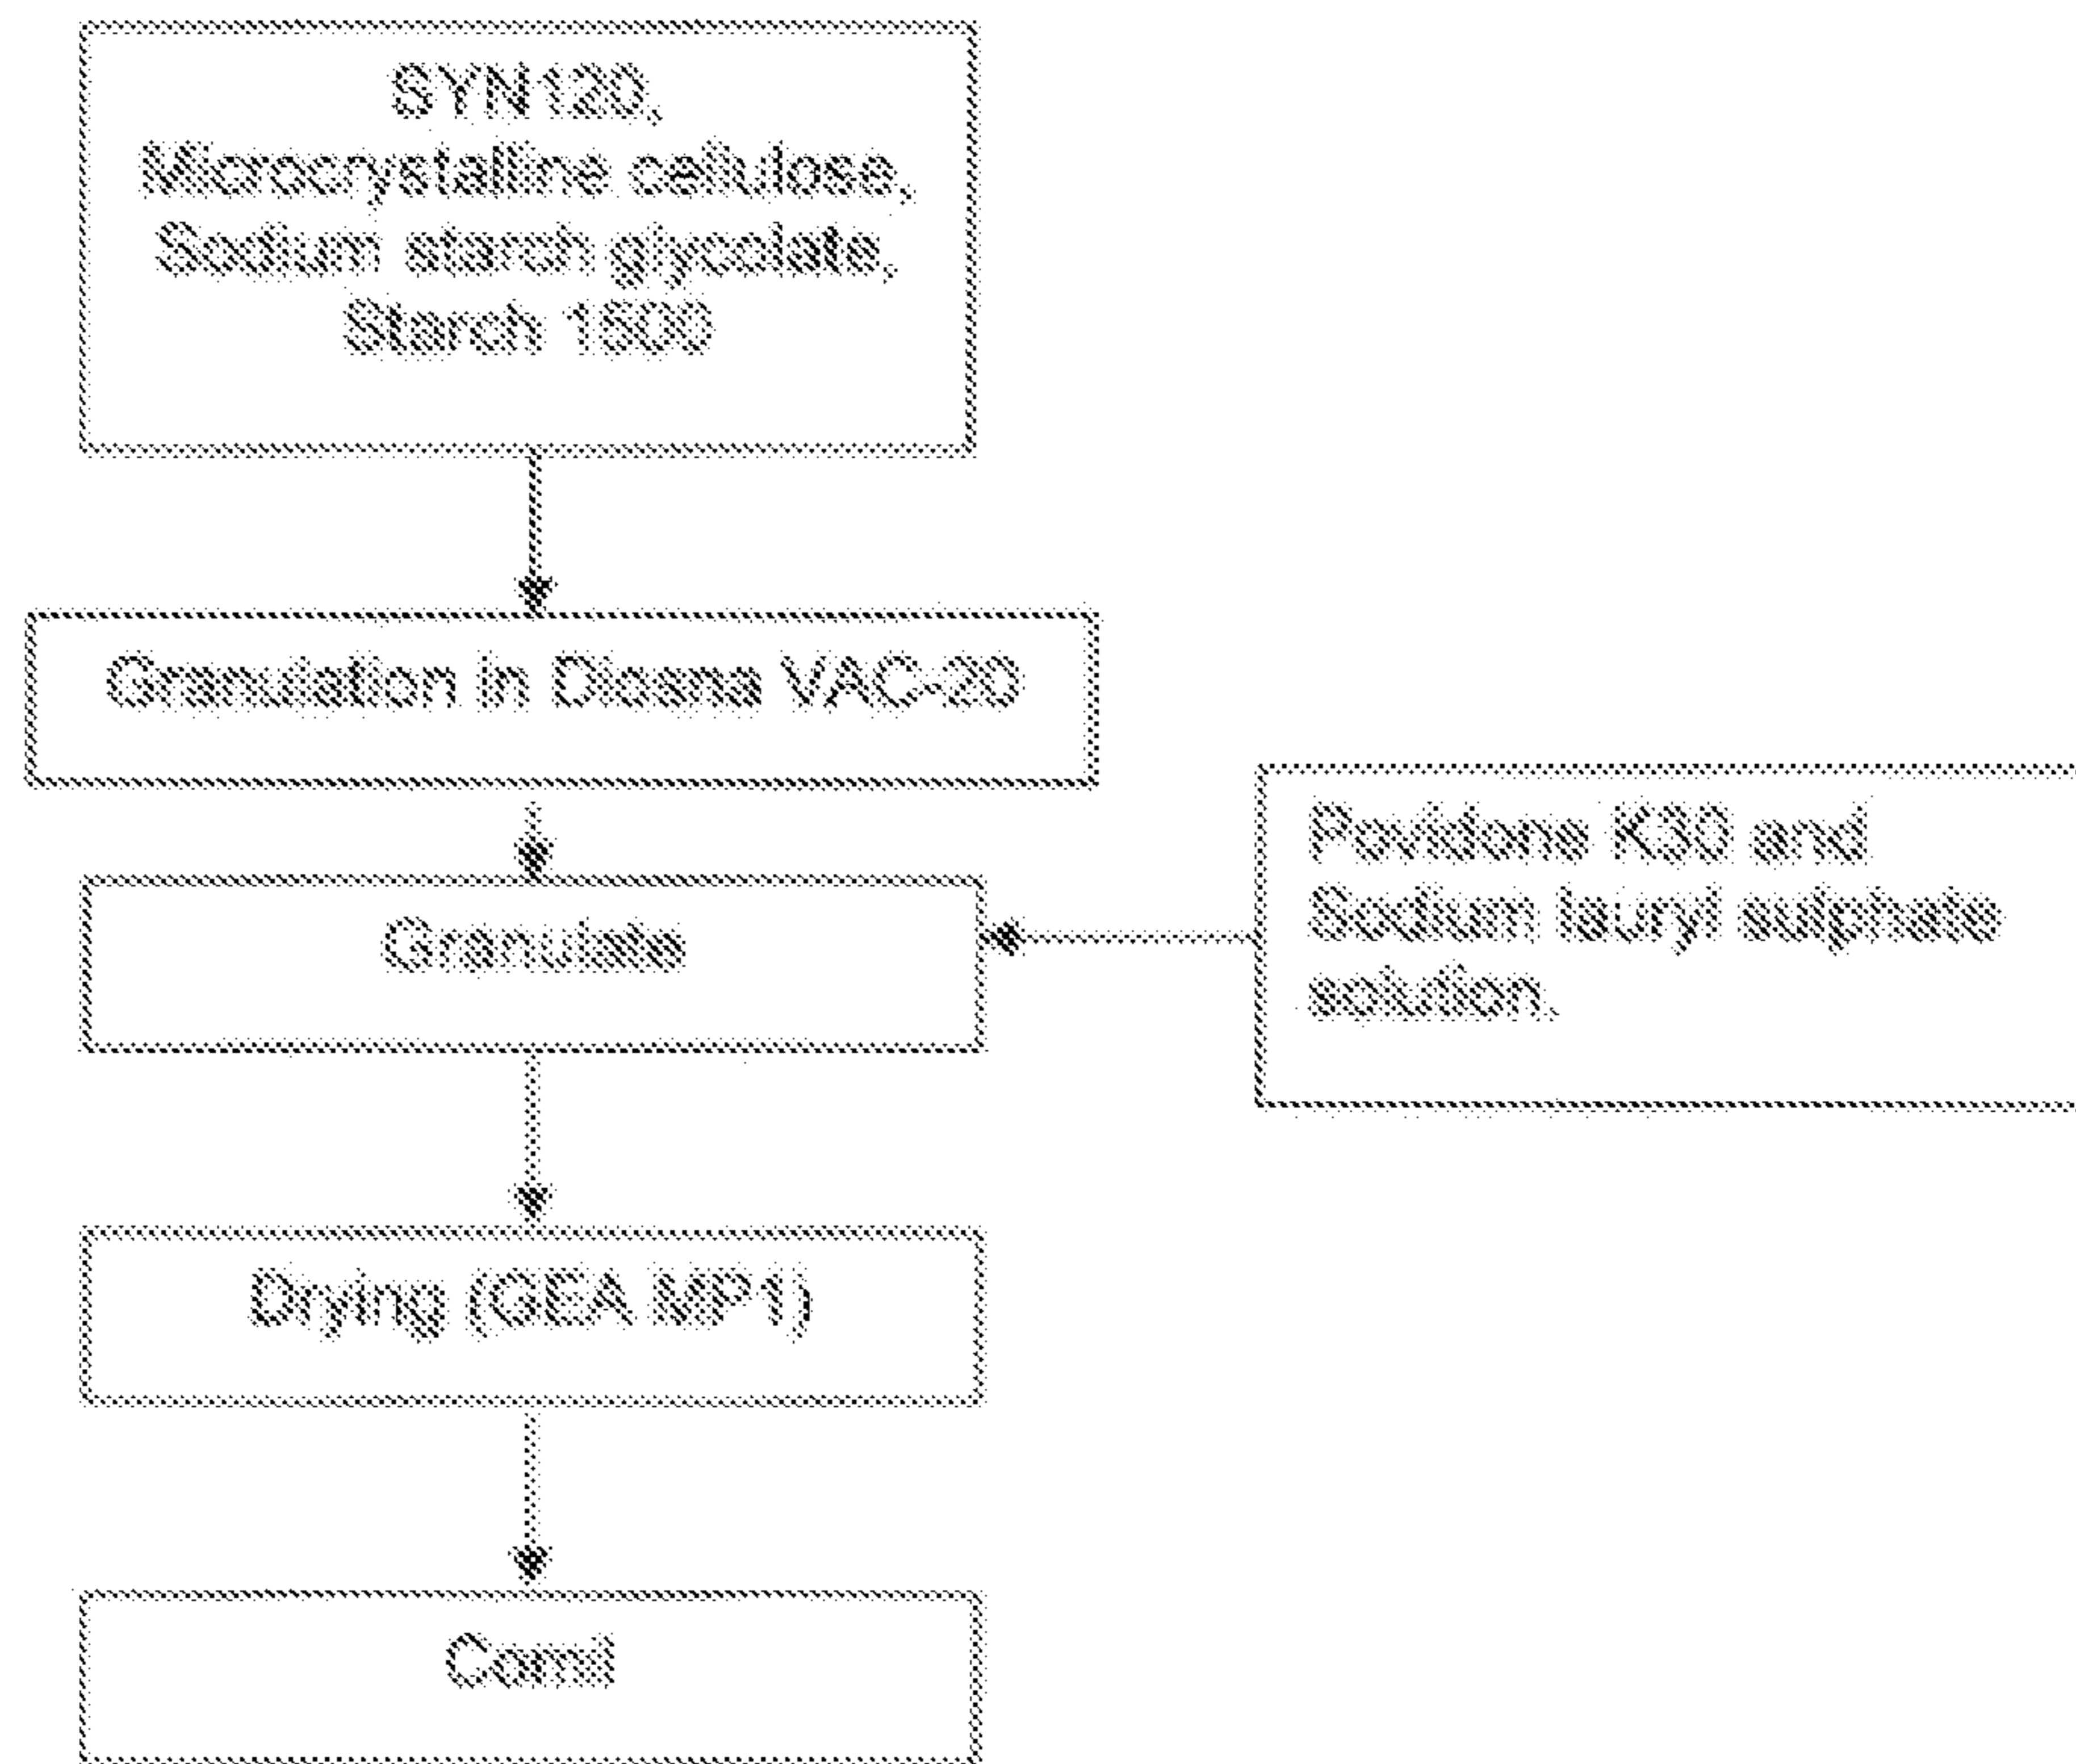 SYN120,
Microcrystalline cellulose,
Sodium starch glycolate,
Starch 1500
Granulation in Diosna VAC-20
Granulate
Povidone K30 and
Sodium lauryl sulphate
solution.
Drying (GEA MP1)
Comil